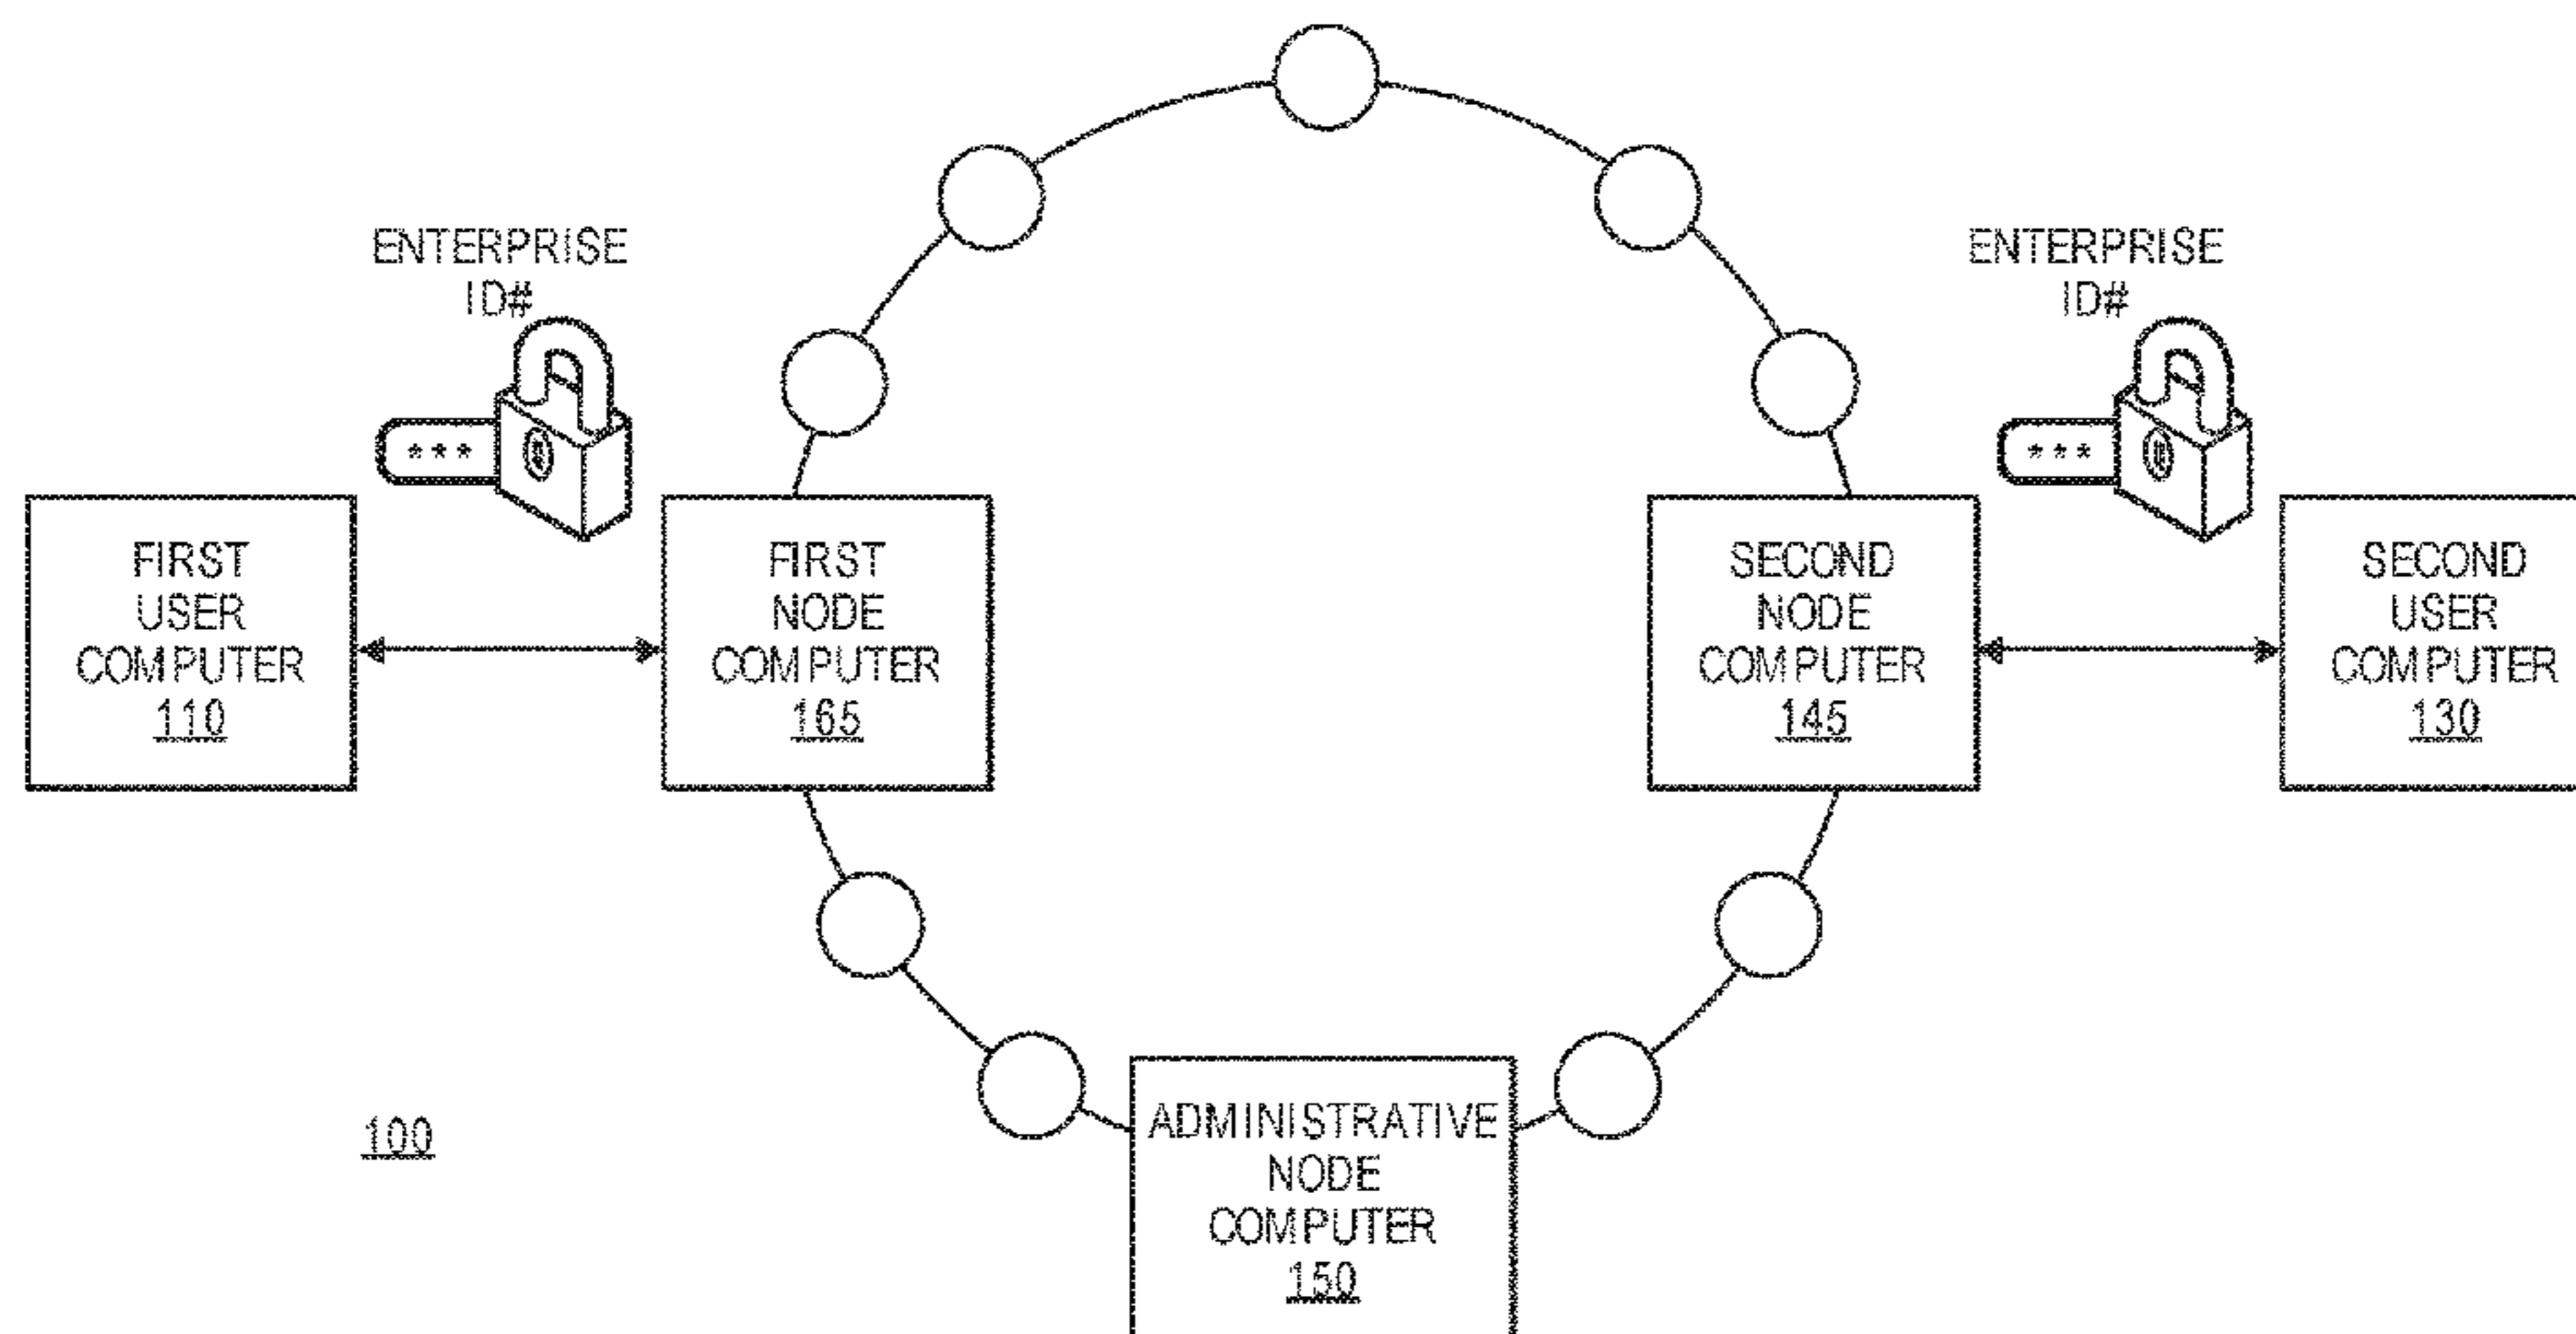 ENTERPRISE
ID#
***
ENTERPRISE
ID#
***
FIRST
USER
COMPUTER
110
FIRST
NODE
COMPUTER
165
SECOND
NODE
COMPUTER
145
SECOND
USER
COMPUTER
130
100
ADMINISTRATIVE
NODE
COMPUTER
150